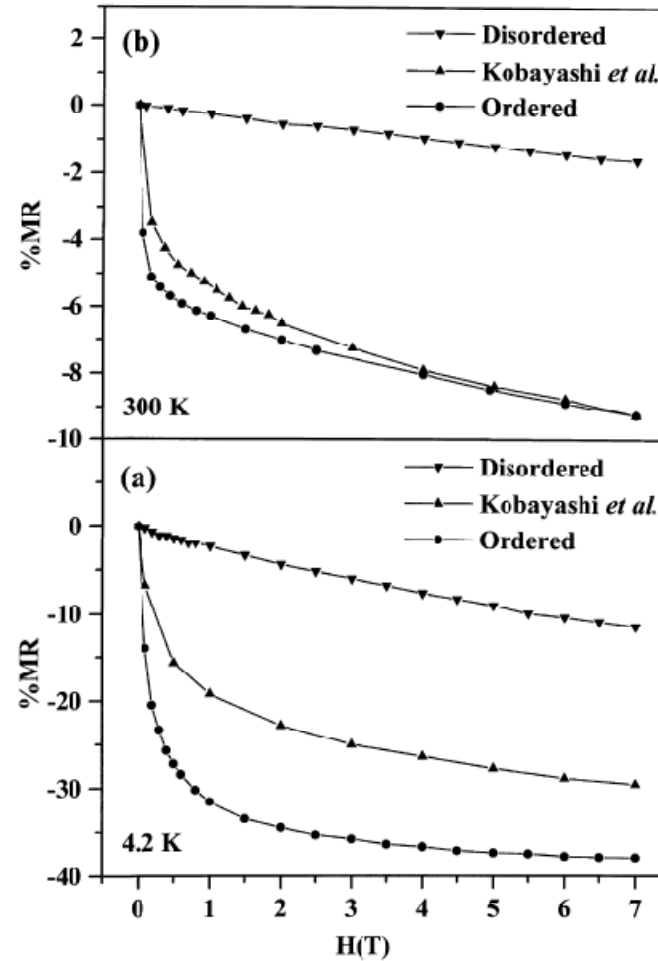 2
(b)
Disordered
Kobayashi et al.
Ordered
0
-2
%MR
-4
-6
-8
300 K
-10
Disordered
(a)
Kobayashi et al.
Ordered
0
-10
%MR
-20
-30
4.2 K
-40
0 1 2 3 4 5 6 7
H(T)